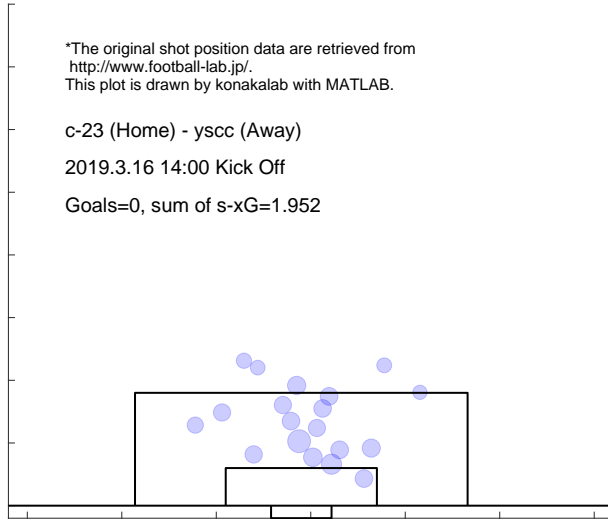 *The original shot position data are retrieved from
http://www.football-lab.jp/.
This plot is drawn by konakalab with MATLAB.
c-23 (Home) - yscc (Away)
2019.3.16 14:00 Kick Off
Goals=0, sum of s-xG=1.952